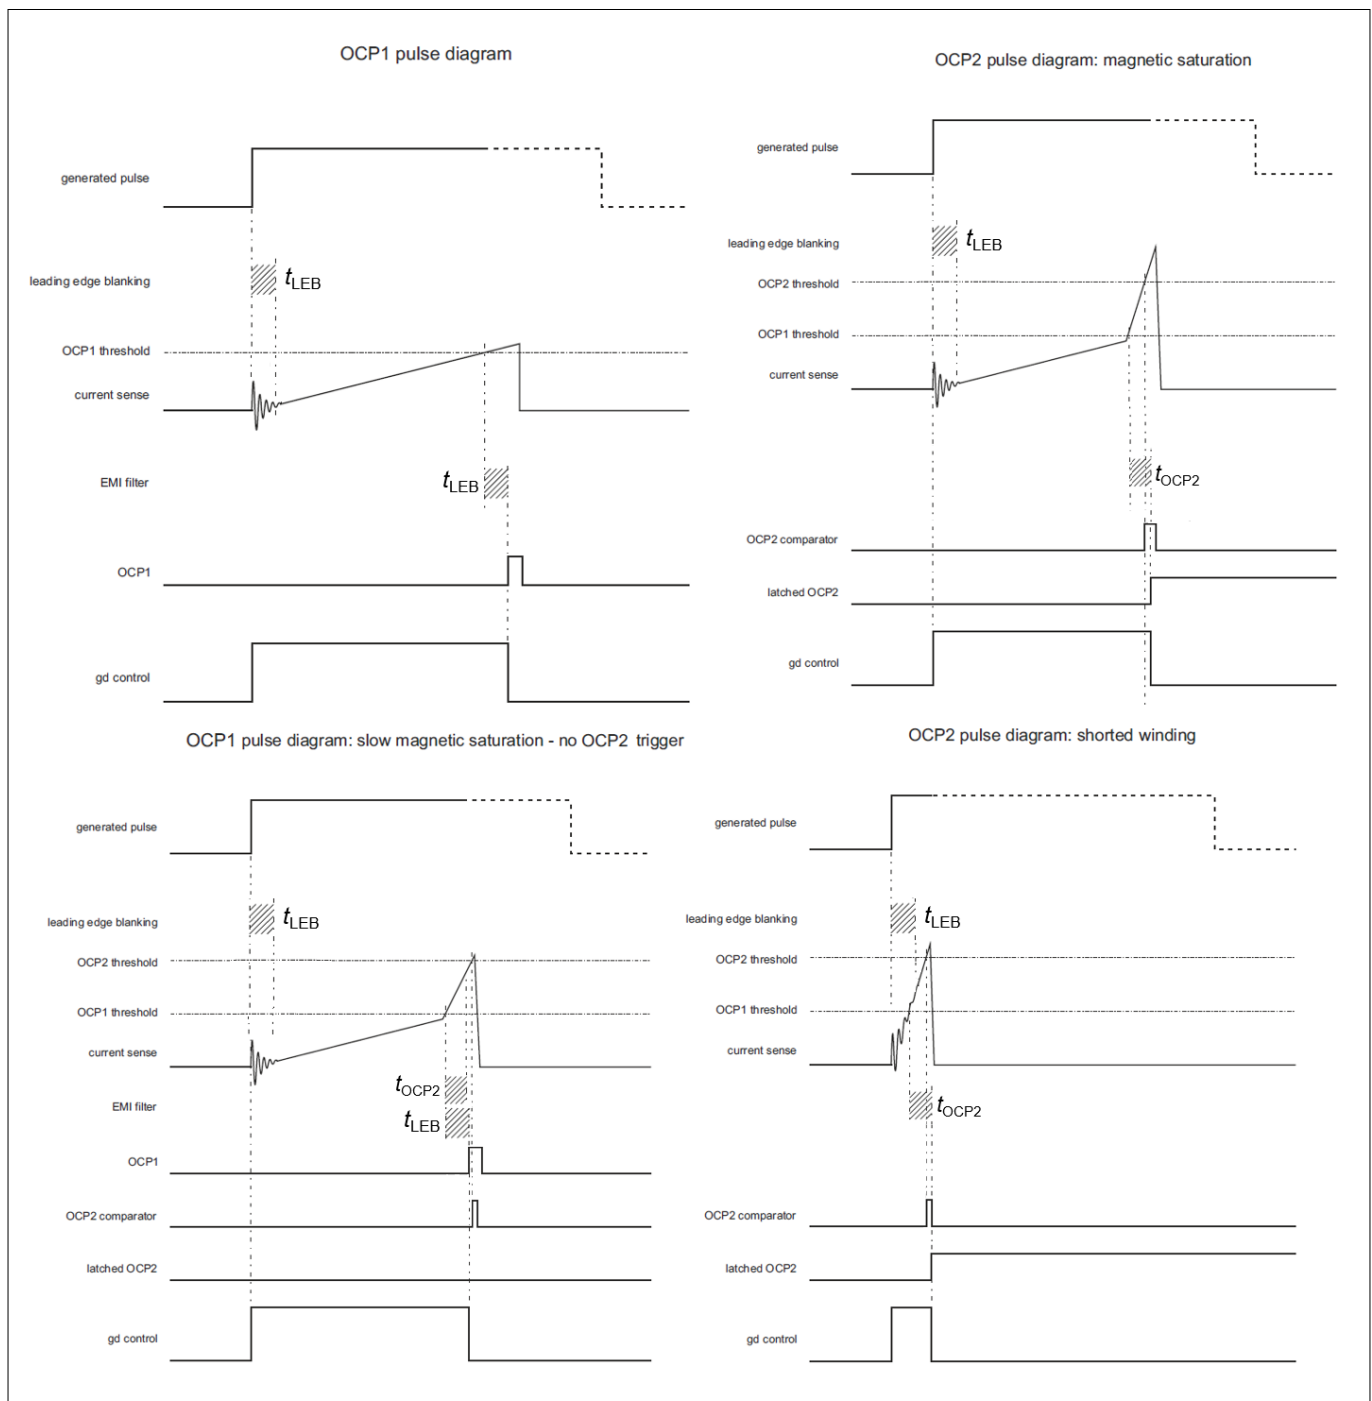 OCP1 pulse diagram
generated pulse
leading edge blanking
tLEB
OCP1 threshold
current sense
EMI filter
tLEB
OCP1
gd control
OCP2 pulse diagram: magnetic saturation
generated pulse
leading edge blanking
tLEB
OCP2 threshold
OCP1 threshold
current sense
tOCP2
OCP2 comparator
latched OCP2
gd control
OCP1 pulse diagram: slow magnetic saturation - no OCP2 trigger
generated pulse
leading edge blanking
tLEB
OCP2 threshold
OCP1 threshold
current sense
tOCP2
EMI filter
tLEB
OCP1
OCP2 comparator
latched OCP2
gd control
OCP2 pulse diagram: shorted winding
generated pulse
leading edge blanking
tLEB
OCP2 threshold
OCP1 threshold
current sense
tOCP2
OCP2 comparator
latched OCP2
gd control